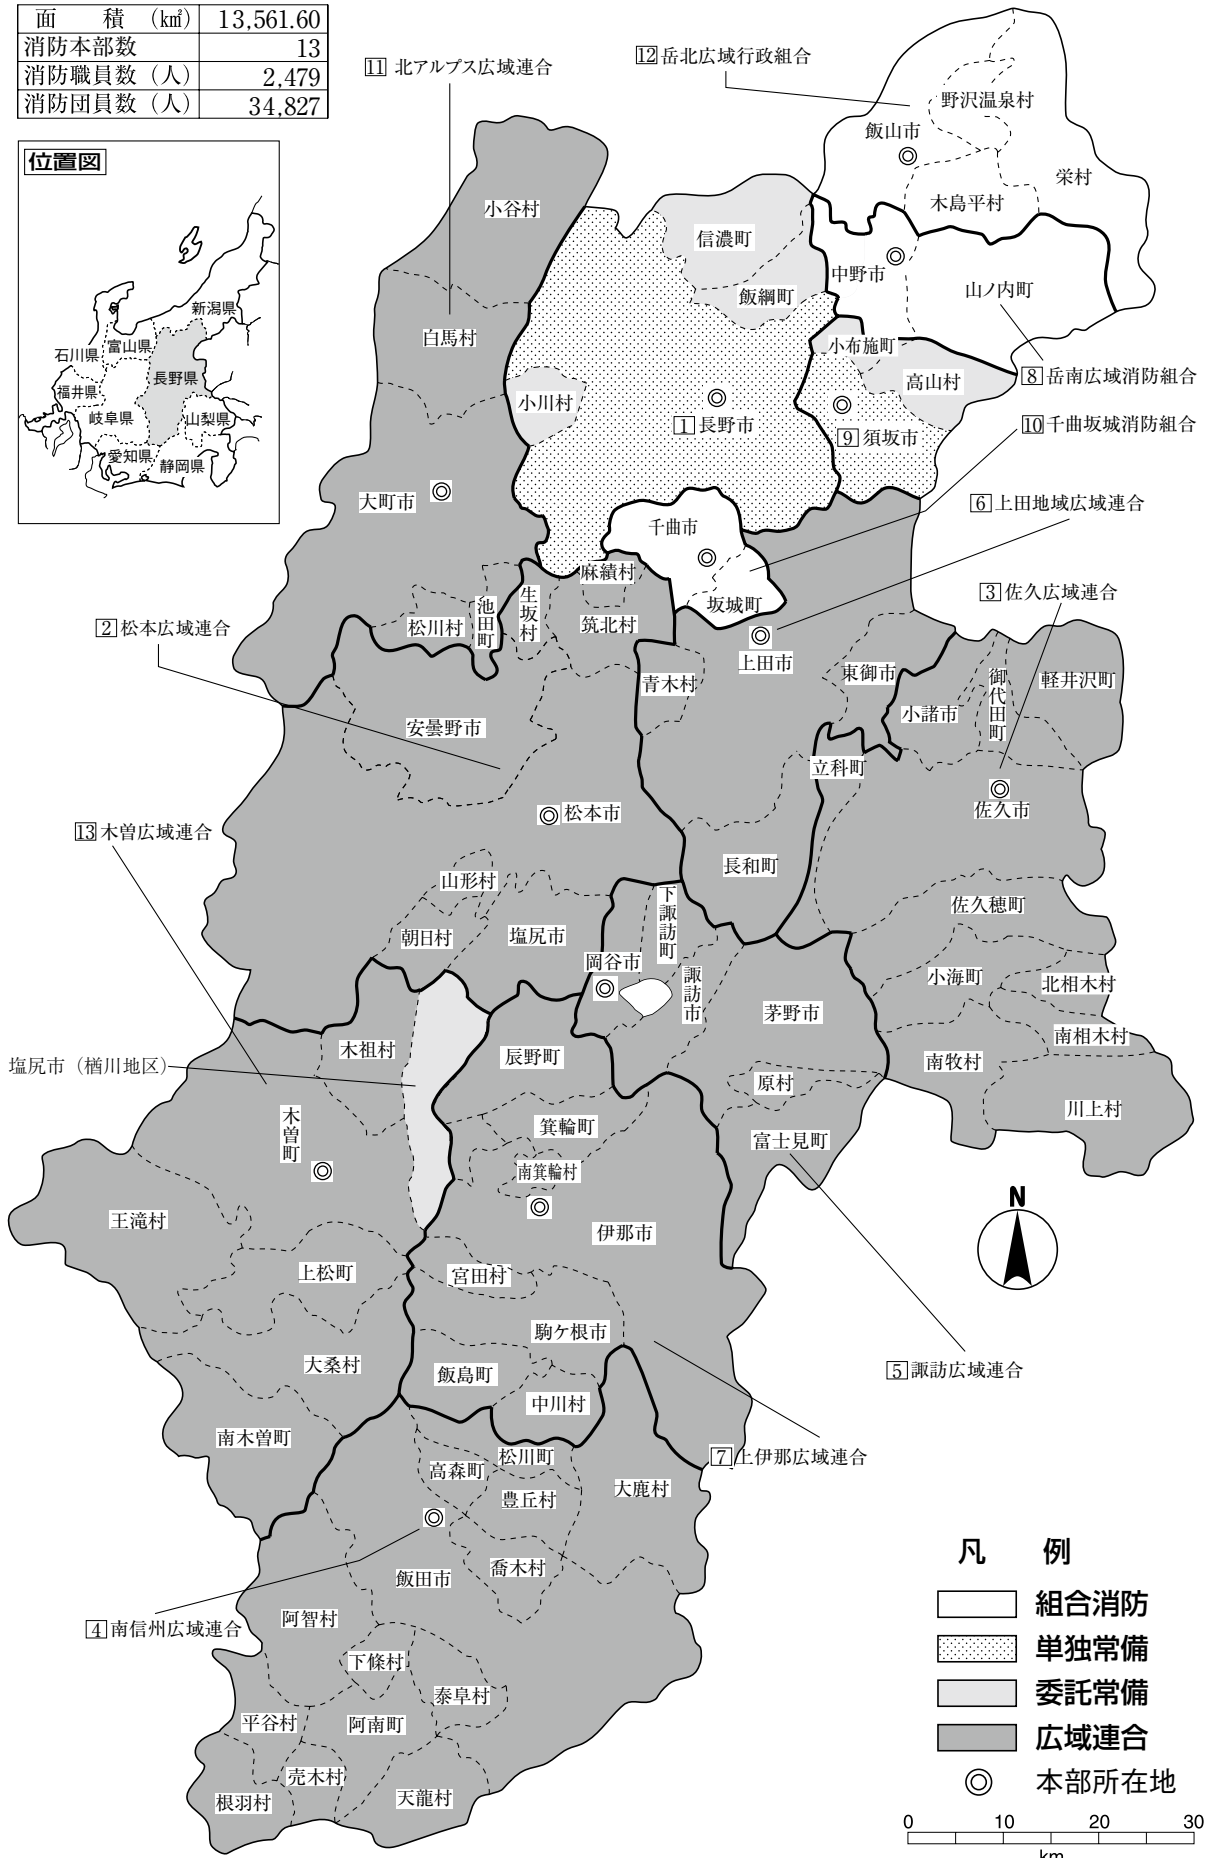 面 積 (㎢) 13,561.60
消防本部数 13
消防職員数（人） 2,479
消防団員数（人） 34,827
位置図
新潟県
富山県
石川県
長野県
福井県
岐阜県
山梨県
愛知県
静岡県
11 北アルプス広域連合
12 岳北広域行政組合
野沢温泉村
飯山市
栄村
木島平村
小谷村
信濃町
中野市
山ノ内町
飯綱町
白馬村
小布施町
高山村
8 岳南広域消防組合
小川村
1 長野市
9 須坂市
10 千曲坂城消防組合
大町市
6 上田地域広域連合
千曲市
麻績村
坂城町
3 佐久広域連合
生坂村
池田町
松川村
筑北村
2 松本広域連合
上田市
東御市
青木村
御代田町
軽井沢町
小諸市
安曇野市
立科町
佐久市
松本市
13 木曽広域連合
長和町
山形村
下諏訪町
佐久穂町
朝日村
塩尻市
岡谷市
諏訪市
小海町
北相木村
茅野市
南相木村
木祖村
辰野町
南牧村
塩尻市（楢川地区）
原村
川上村
木曽町
箕輪町
富士見町
南箕輪村
N
王滝村
伊那市
上松町
宮田村
駒ケ根市
大桑村
飯島町
5 諏訪広域連合
中川村
南木曽町
松川町
7 上伊那広域連合
高森町
大鹿村
豊丘村
喬木村
飯田市
4 南信州広域連合
阿智村
下條村
泰阜村
平谷村
阿南町
売木村
根羽村
天龍村
凡 例
組合消防
単独常備
委託常備
広域連合
本部所在地
0 10 20 30
km